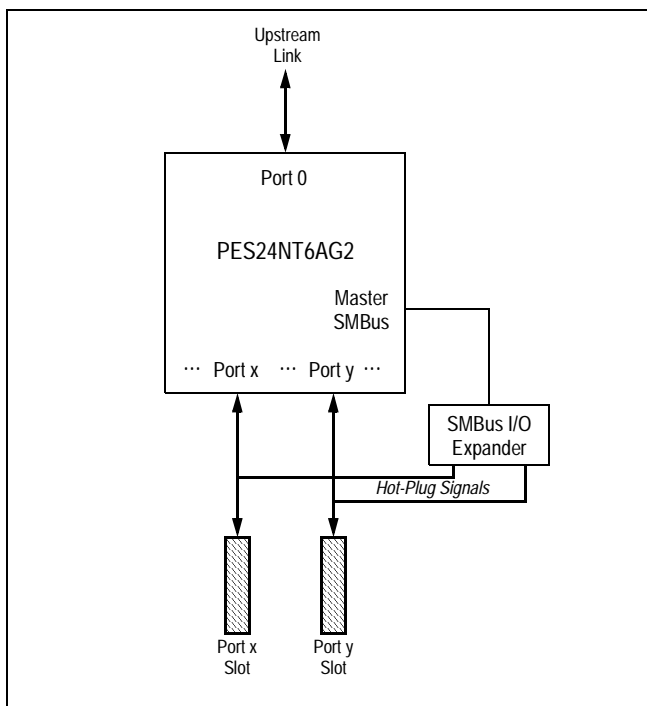 Upstream
Link
Port 0
PES24NT6AG2
Master
SMBus
··· Port x ··· Port y ···
SMBus I/O
Expander
Hot-Plug Signals
Port x
Slot
Port y
Slot